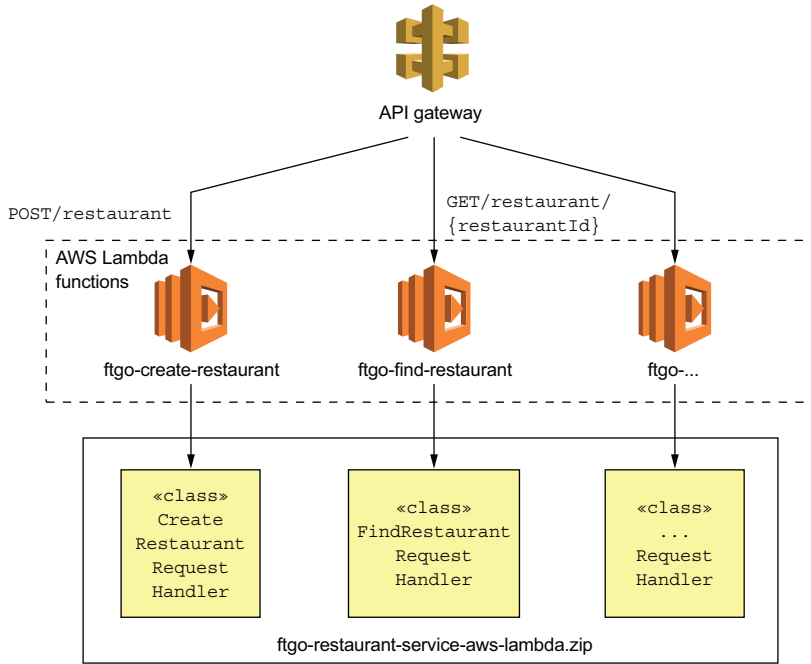 API gateway
POST/restaurant
GET/restaurant/
{restaurantId}
AWS Lambda
functions
ftgo-create-restaurant
ftgo-find-restaurant
ftgo-...
«class»
Create
Restaurant
Request
Handler
«class»
FindRestaurant
Request
Handler
«class»
...
Request
Handler
ftgo-restaurant-service-aws-lambda.zip